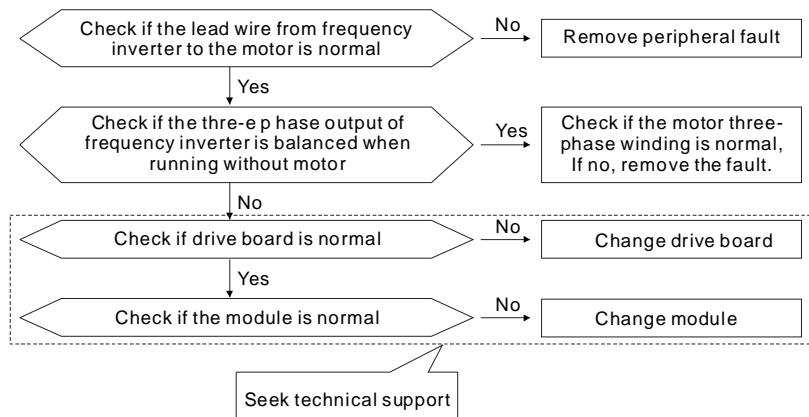 Check if the lead wire from frequency
inverter to the motor is normal
No
Remove peripheral fault
Yes
Check if the thre-e p hase output of
frequency inverter is balanced when
running without motor
Yes
Check if the motor three-
phase winding is normal,
If no, remove the fault.
No
Check if drive board is normal
No
Change drive board
Yes
Check if the module is normal
No
Change module
Seek technical support